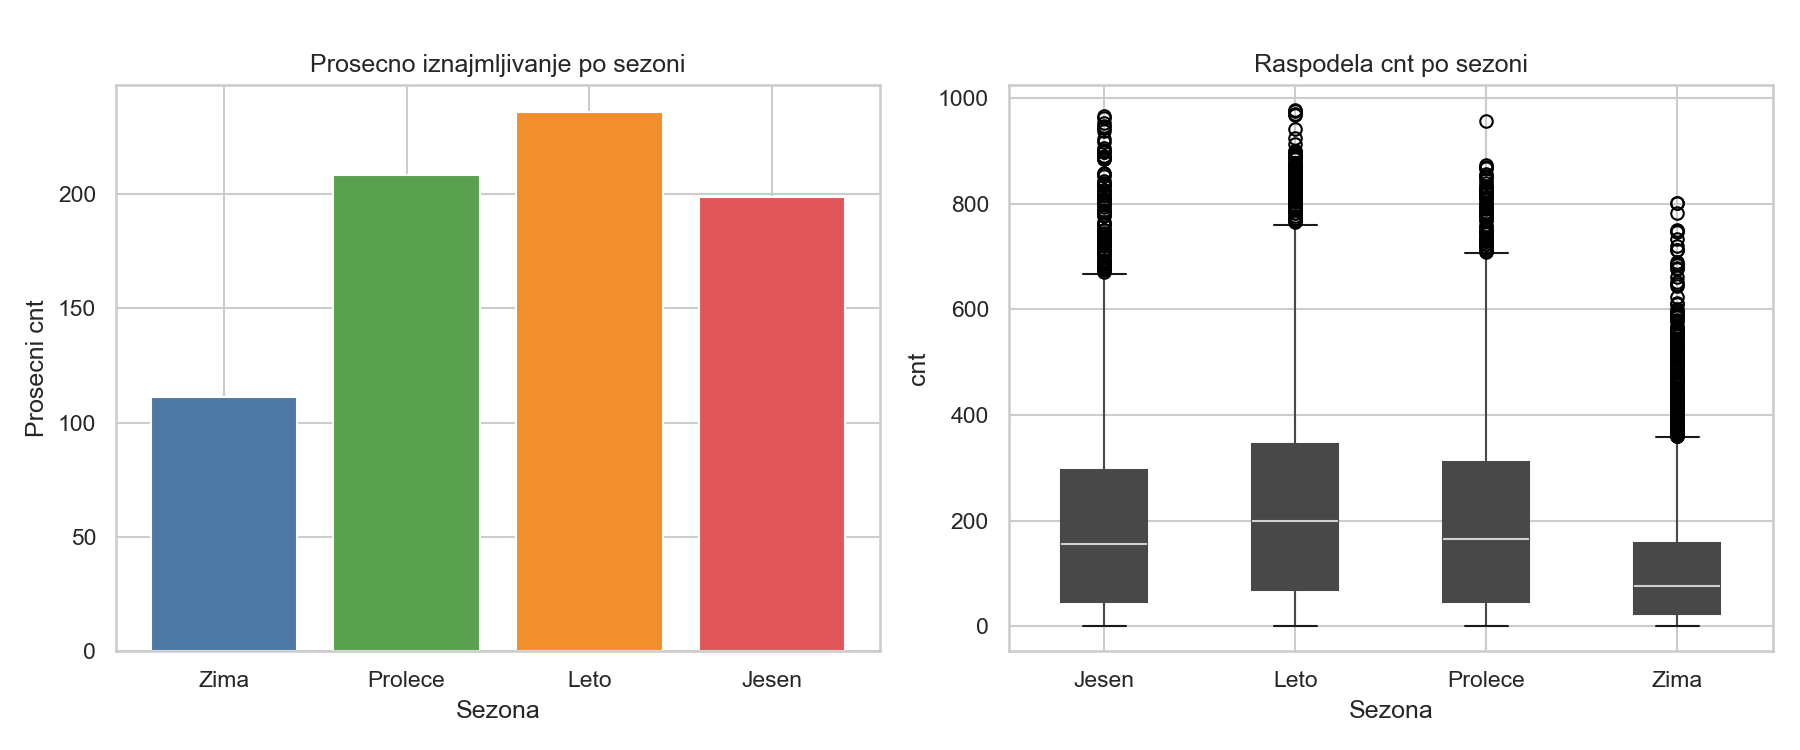 Prosecno iznajmljivanje po sezoni
Prosecni cnt
200
150
100
50
0
Zima
Prolece
Leto
Jesen
Sezona
Raspodela cnt po sezoni
cnt
1000
800
600
400
200
0
Jesen
Leto
Prolece
Zima
Sezona